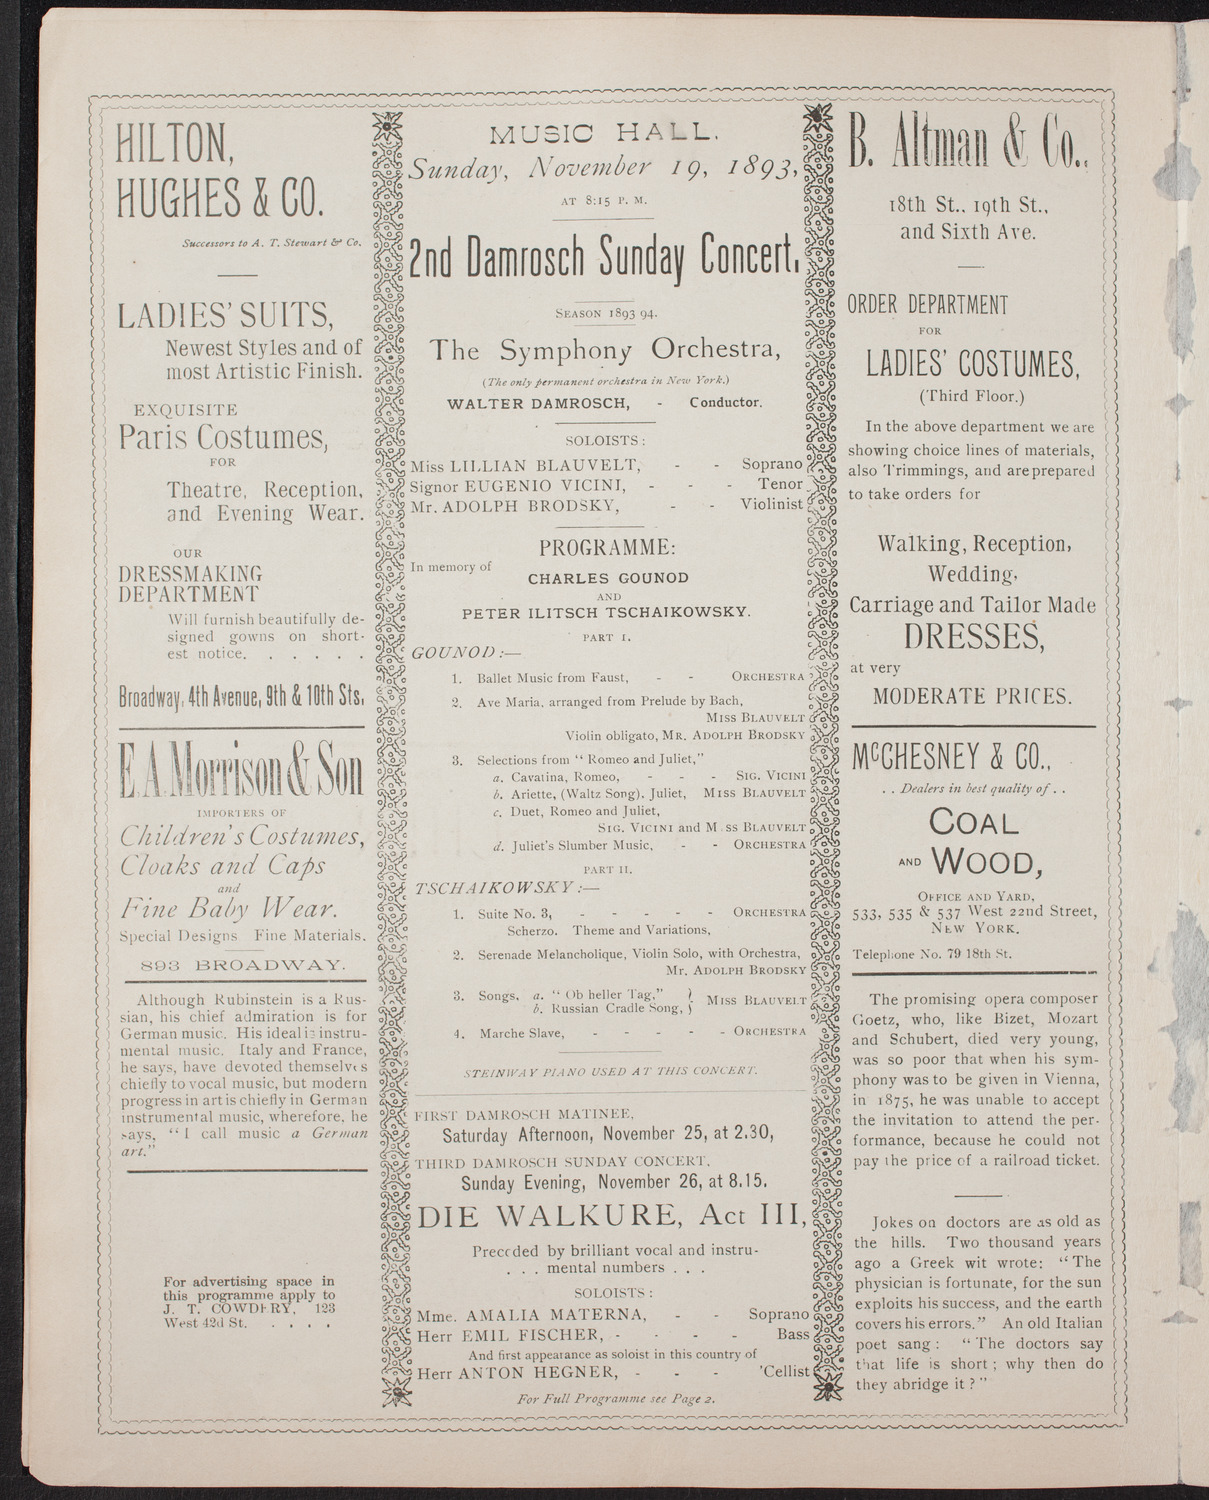 HILTON,
HUGHES & CO.
Successors to A. T. Stewart & Co.
LADIES' SUITS,
Newest Styles and of
most Artistic Finish.
EXQUISITE
Paris Costumes,
FOR
Theatre, Reception,
and Evening Wear.
OUR
DRESSMAKING
DEPARTMENT
Will furnish beautifully de-
signed gowns on short-
est notice. . . . . .
Broadway, 4th Avenue, 9th & 10th Sts.
E. A. Morrison & Son
IMPORTERS OF
Children's Costumes,
Cloaks and Caps
and
Fine Baby Wear.
Special Designs Fine Materials.
893 BROADWAY.
Although Rubinstein is a Rus-
sian, his chief admiration is for
German music. His ideal is instru-
mental music. Italy and France,
he says, have devoted themselves
chiefly to vocal music, but modern
progress in art is chiefly in German
instrumental music, wherefore, he
says, "I call music a German
art."
For advertising space in
this programme apply to
J. T. COWDERY, 123
West 42d St. . . . .
MUSIC HALL.
Sunday, November 19, 1893,
AT 8:15 P. M.
2nd Damrosch Sunday Concert,
SEASON 1893 94.
The Symphony Orchestra,
(The only permanent orchestra in New York.)
WALTER DAMROSCH, - Conductor.
SOLOISTS:
Miss LILLIAN BLAUVELT, - - Soprano
Signor EUGENIO VICINI, - - - Tenor
Mr. ADOLPH BRODSKY, - - Violinist
PROGRAMME:
In memory of
CHARLES GOUNOD
AND
PETER ILITSCH TSCHAIKOWSKY.
PART I.
GOUNOD:—
1. Ballet Music from Faust, - - ORCHESTRA
2. Ave Maria, arranged from Prelude by Bach,
MISS BLAUVELT
Violin obligato, MR. ADOLPH BRODSKY
3. Selections from "Romeo and Juliet,"
a. Cavatina, Romeo, - - - SIG. VICINI
b. Ariette, (Waltz Song). Juliet, MISS BLAUVELT
c. Duet, Romeo and Juliet,
SIG. VICINI and MISS BLAUVELT
d. Juliet's Slumber Music, - - ORCHESTRA
PART II.
TSCHAIKOWSKY:—
1. Suite No. 3, - - - - - ORCHESTRA
Scherzo. Theme and Variations,
2. Serenade Melancholique, Violin Solo, with Orchestra,
Mr. ADOLPH BRODSKY
3. Songs. a. "Ob heller Tag," } MISS BLAUVELT
b. Russian Cradle Song, }
4. Marche Slave, - - - - - ORCHESTRA
STEINWAY PIANO USED AT THIS CONCERT.
FIRST DAMROSCH MATINEE,
Saturday Afternoon, November 25, at 2.30,
THIRD DAMROSCH SUNDAY CONCERT,
Sunday Evening, November 26, at 8.15.
DIE WALKURE, Act III,
Preceded by brilliant vocal and instru-
. . . mental numbers . . .
SOLOISTS:
Mme. AMALIA MATERNA, - - Soprano
Herr EMIL FISCHER, - - - - Bass
And first appearance as soloist in this country of
Herr ANTON HEGNER, - - - 'Cellist
For Full Programme see Page 2.
B. Altman & Co.,
18th St., 19th St.,
and Sixth Ave.
ORDER DEPARTMENT
FOR
LADIES' COSTUMES,
(Third Floor.)
In the above department we are
showing choice lines of materials,
also Trimmings, and are prepared
to take orders for
Walking, Reception,
Wedding,
Carriage and Tailor Made
DRESSES,
at very
MODERATE PRICES.
McCHESNEY & CO.,
. . Dealers in best quality of . .
COAL
AND WOOD,
OFFICE AND YARD,
533, 535 & 537 West 22nd Street,
NEW YORK.
Telephone No. 79 18th St.
The promising opera composer
Goetz, who, like Bizet, Mozart
and Schubert, died very young,
was so poor that when his sym-
phony was to be given in Vienna,
in 1875, he was unable to accept
the invitation to attend the per-
formance, because he could not
pay the price of a railroad ticket.
Jokes on doctors are as old as
the hills. Two thousand years
ago a Greek wit wrote: "The
physician is fortunate, for the sun
exploits his success, and the earth
covers his errors." An old Italian
poet sang: "The doctors say
that life is short; why then do
they abridge it?"